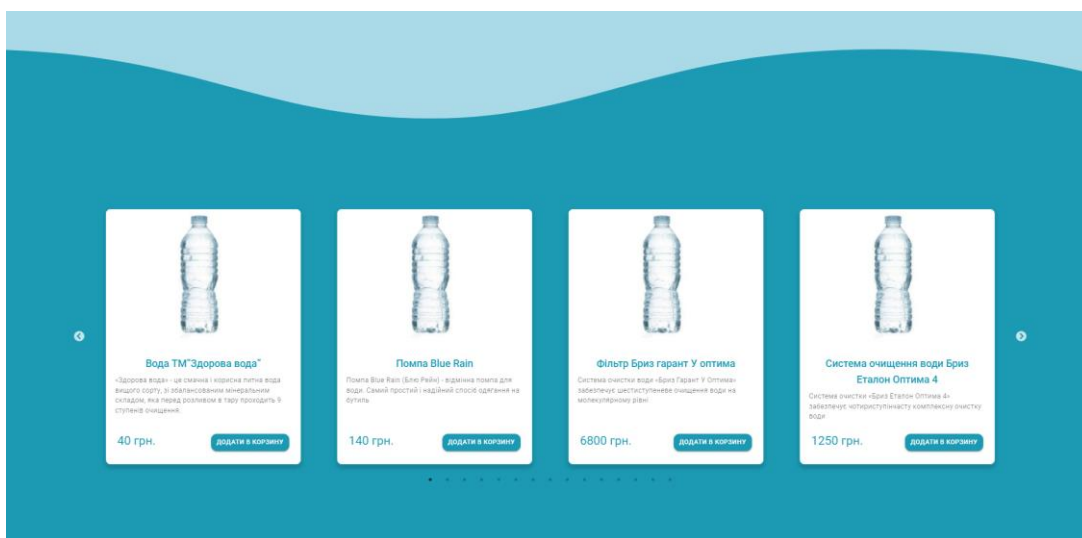 Вода ТМ"Здорова вода"
«Здорова вода» - це смачна і корисна питна вода
вищого сорту, зі збалансованим мінеральним
складом, яка перед розливом в тару проходить 9
ступенів очищення.
40 грн.
ДОДАТИ В КОРЗИНУ
Помпа Blue Rain
Помпа Blue Rain (Блю Рейн) - відмінна помпа для
води. Самий простий і надійний спосіб одягання на
бутиль
140 грн.
ДОДАТИ В КОРЗИНУ
Фільтр Бриз гарант У оптима
Система очистки води «Бриз Гарант У Оптима»
забезпечує шестиступеневе очищення води на
молекулярному рівні
6800 грн.
ДОДАТИ В КОРЗИНУ
Система очищення води Бриз
Еталон Оптима 4
Система очистки «Бриз Еталон Оптима 4»
забезпечує чотириступінчасту комплексну очистку
води
1250 грн.
ДОДАТИ В КОРЗИНУ